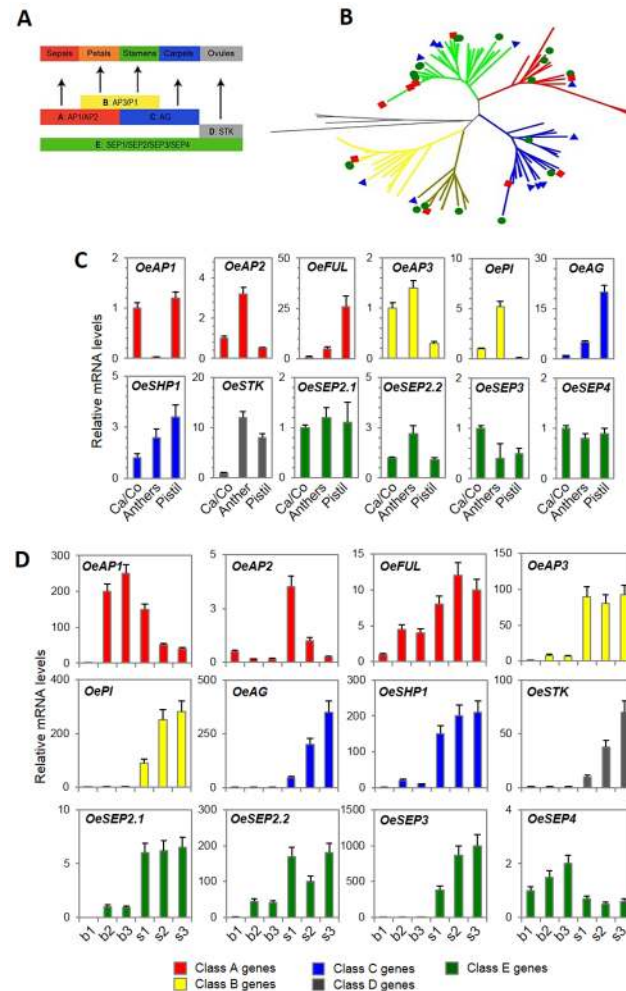 A
Sepals Petals Stamens Carpels Ovules
B: AP3/P1
A: AP1/AP2 C: AG
D: STK
E: SEP1/SEP2/SEP3/SEP4
B
C
Relative mRNA levels
OeAP1 OeAP2 OeFUL OeAP3 OePI OeAG
2 4 50 2 10 30
1 2 25 1 5 15
0 0 0 0 0 0
OeSHP1 OeSTK OeSEP2.1 OeSEP2.2 OeSEP3 OeSEP4
5 20 2 5 2 2
3 10 1 3 1 1
0 0 0 0 0 0
Ca/Co Anthers Pistil Ca/Co Anther Pistil Ca/Co Anthers Pistil Ca/Co Anthers Pistil Ca/Co Anthers Pistil Ca/Co Anthers Pistil
D
Relative mRNA levels
OeAP1 OeAP2 OeFUL OeAP3
300 5 15 150
200 10 100
100 3 5 50
0 0 0 0
OePI OeAG OeSHP1 OeSTK
400 500 300 100
300
200 250 200 50
100 100
0 0 0 0
OeSEP2.1 OeSEP2.2 OeSEP3 OeSEP4
10 300 1500 4
200 1000
5 100 500 2
0 0 0 0
b1 b2 b3 s1 s2 s3 b1 b2 b3 s1 s2 s3 b1 b2 b3 s1 s2 s3 b1 b2 b3 s1 s2 s3
Class A genes Class C genes Class E genes
Class B genes Class D genes